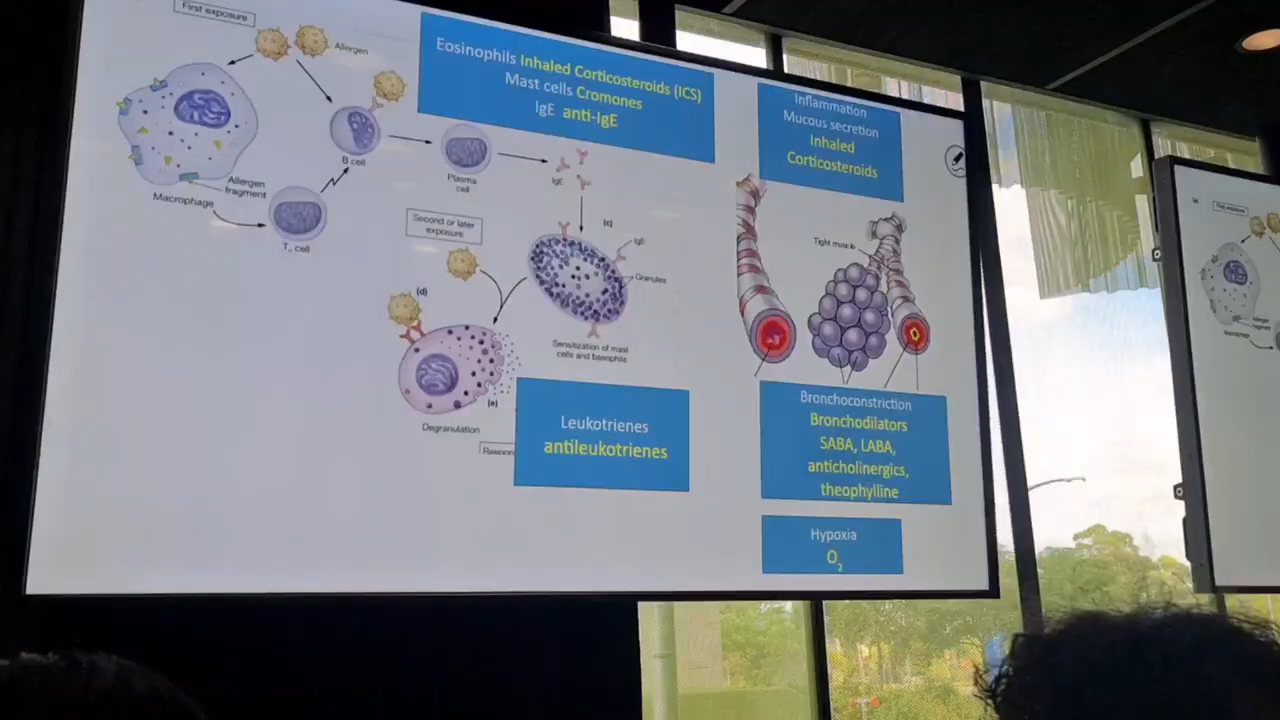 First exposure
Allergen
Eosinophils Inhaled Corticosteroids (ICS)
Mast cells Cromones
IgE anti-IgE
B cell
Plasma
cell
IgE
Allergen
fragment
Macrophage
cell
Second or later
exposure
(c)
IgE
Granules
(d)
Sensitization of mast
cells and basophils
(e)
Degranulation
Leukotrienes
antileukotrienes
Inflammation
Mucous secretion
Inhaled
Corticosteroids
Tight muscle
Bronchoconstriction
Bronchodilators
SABA, LABA,
anticholinergics,
theophylline
Hypoxia
O₂